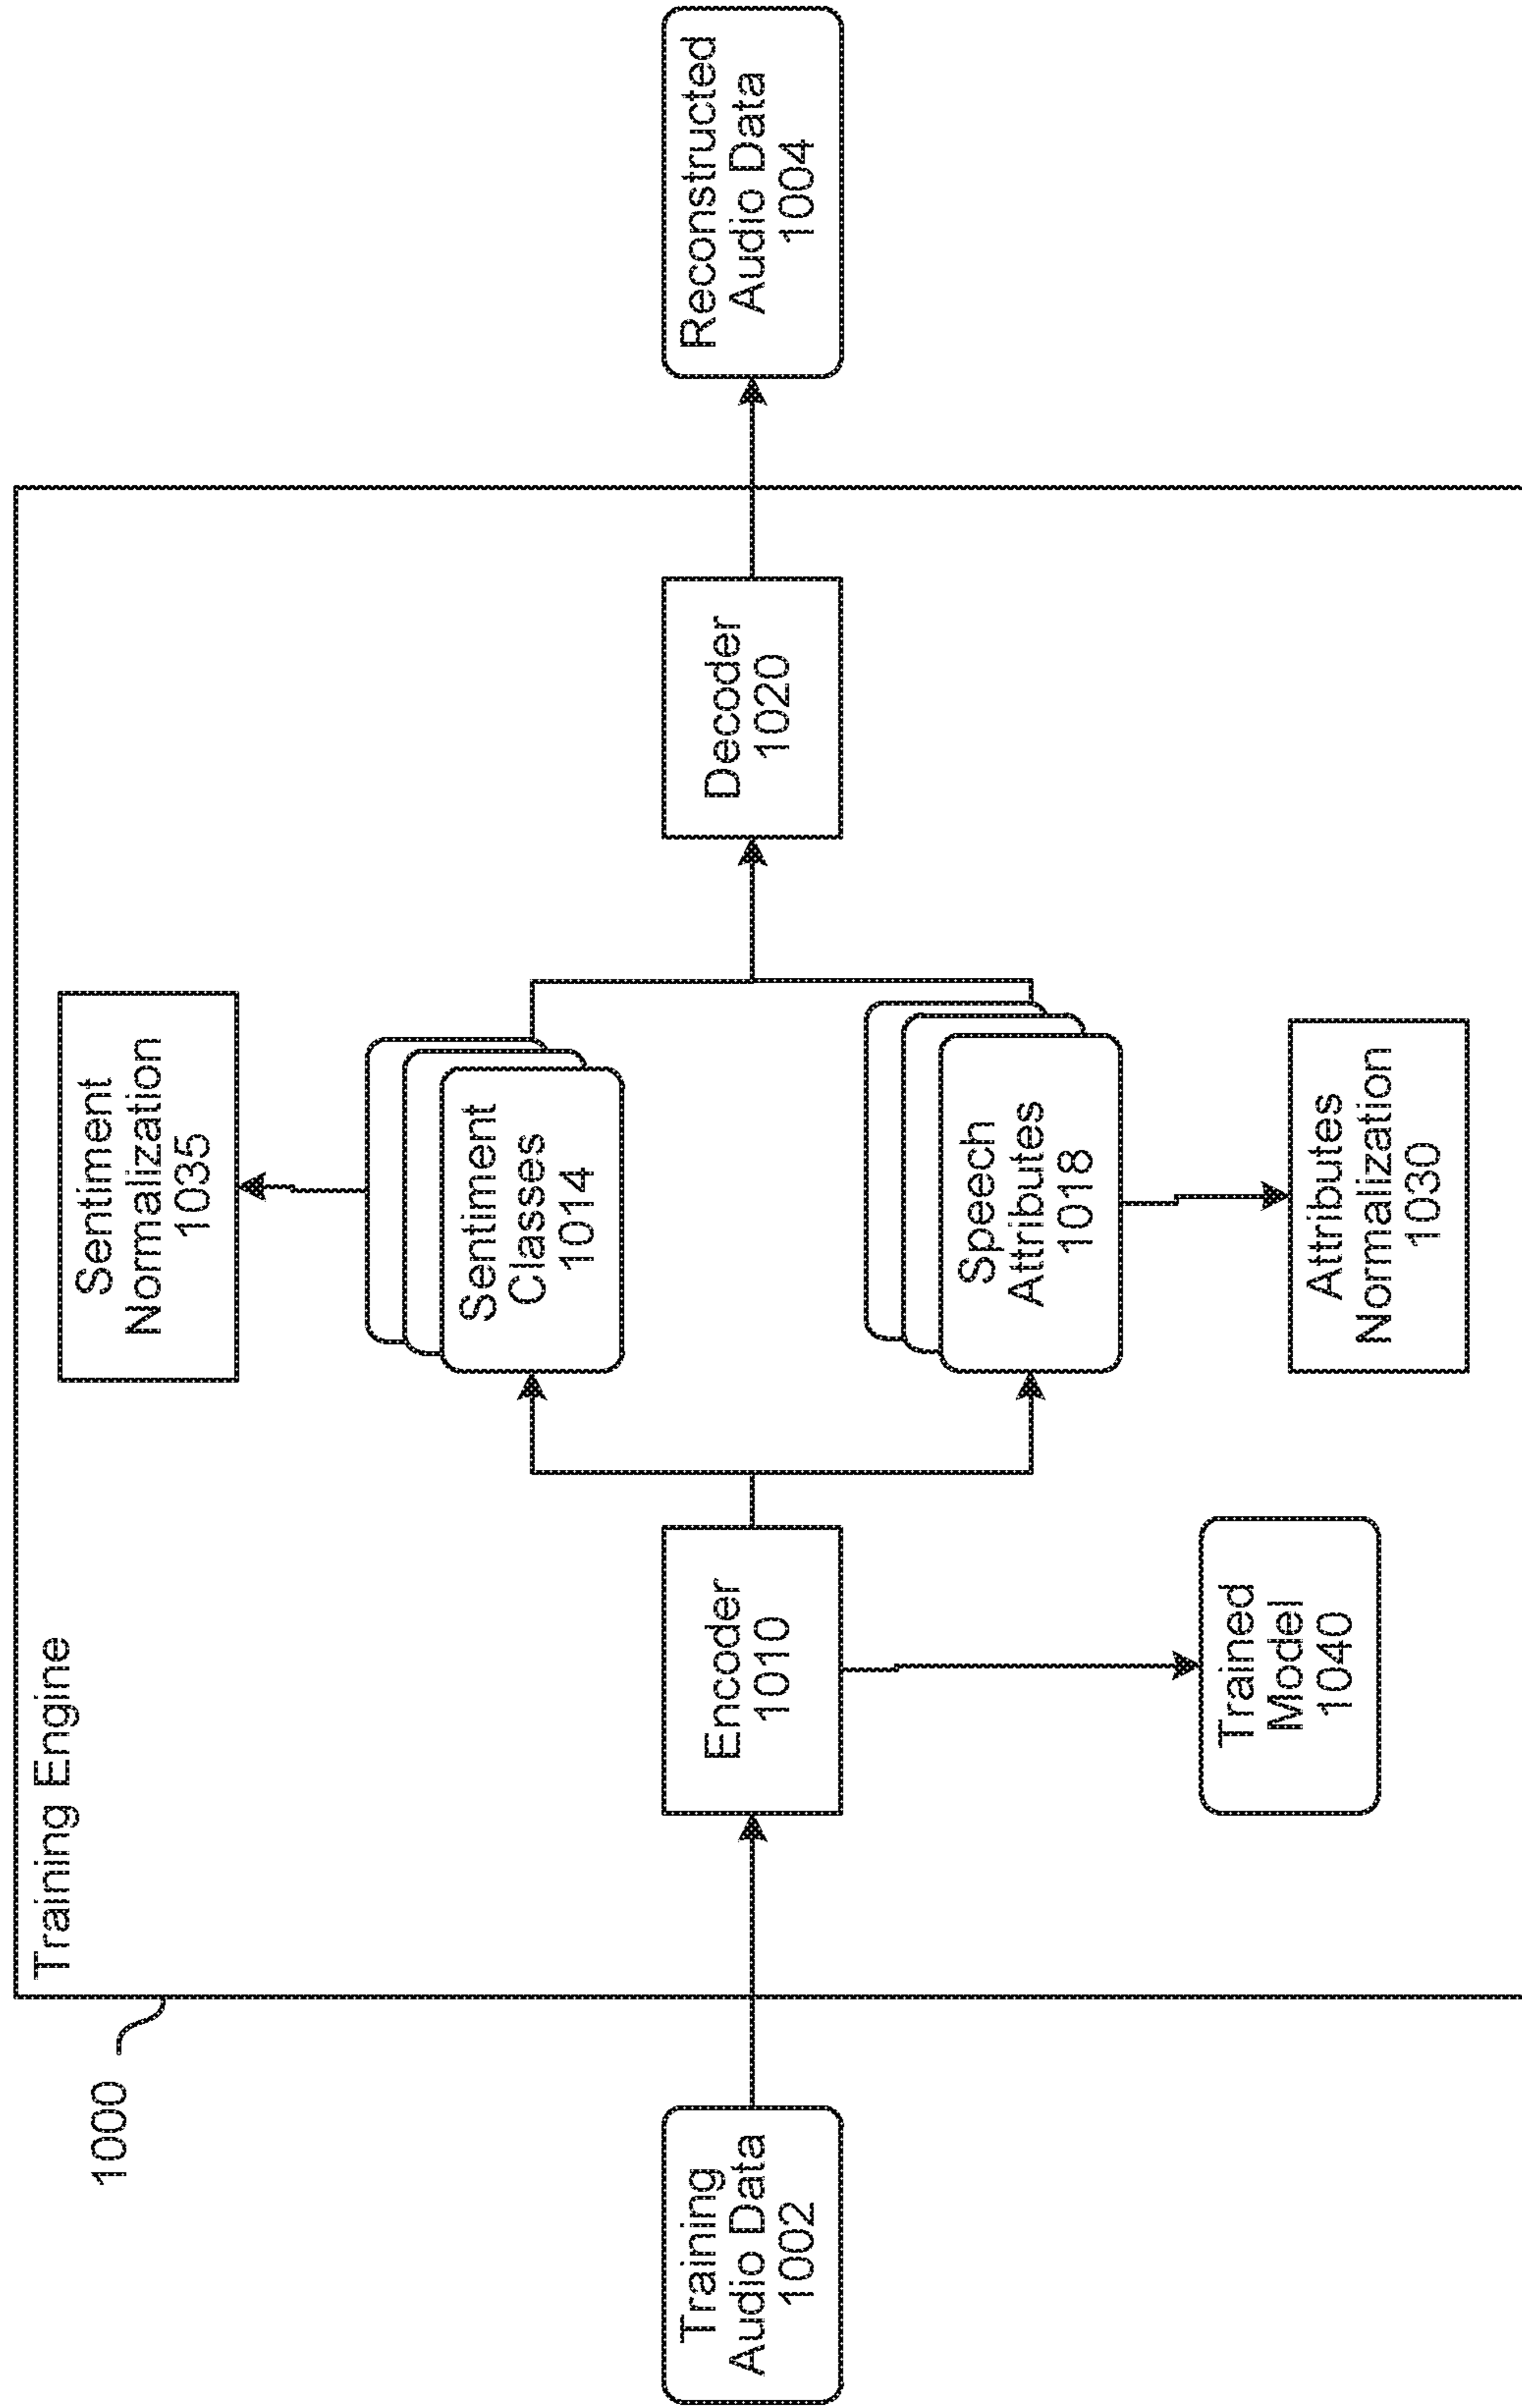 1000
Training Engine
Training
Audio Data
1002
Encoder
1010
Trained
Model
1040
Sentiment
Normalization
1035
Sentiment
Classes
1014
Speech
Attributes
1018
Attributes
Normalization
1030
Decoder
1020
Reconstructed
Audio Data
1004